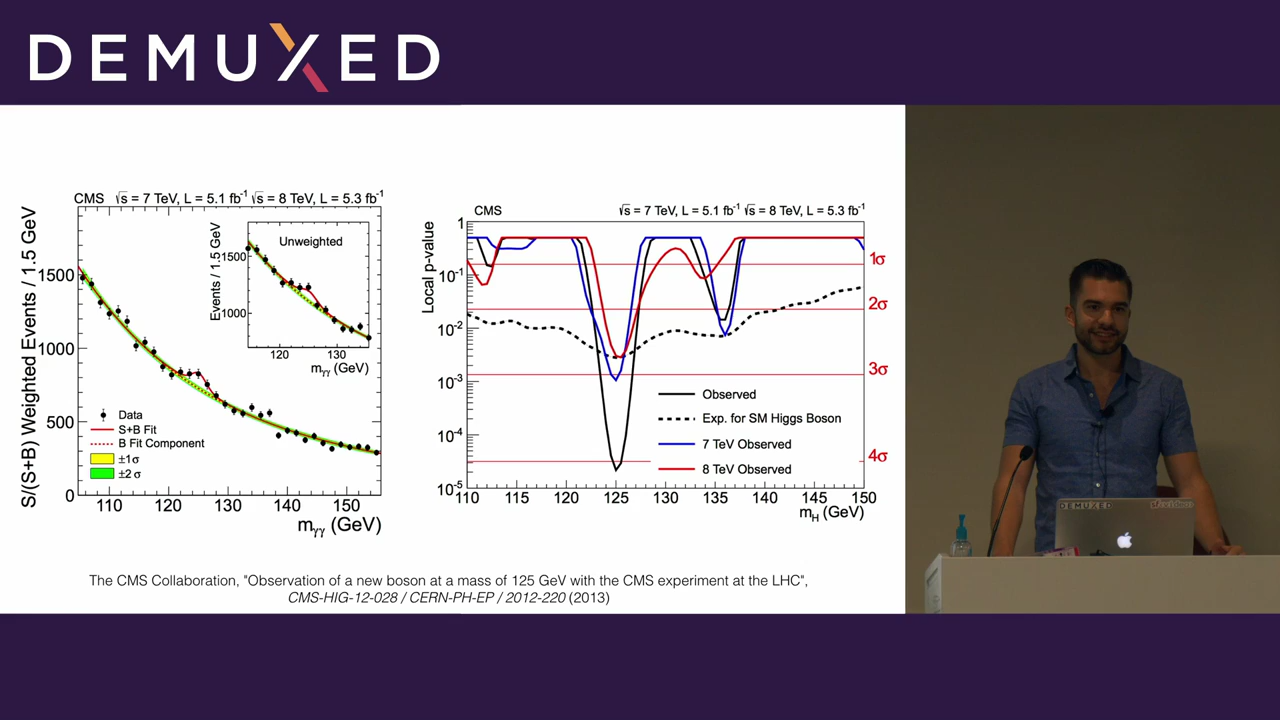 DEMUXED
CMS √s = 7 TeV, L = 5.1 fb-1 √s = 8 TeV, L = 5.3 fb-1
S/(S+B) Weighted Events / 1.5 GeV
1500
1000
500
0
110 120 130 140 150
mγγ (GeV)
Unweighted
Events / 1.5 GeV
1500
1000
120 130
mγγ (GeV)
Data
S+B Fit
B Fit Component
±1σ
±2 σ
CMS √s = 7 TeV, L = 5.1 fb-1 √s = 8 TeV, L = 5.3 fb-1
Local p-value
1
10-1
10-2
10-3
10-4
10-5
1σ
2σ
3σ
4σ
Observed
Exp. for SM Higgs Boson
7 TeV Observed
8 TeV Observed
110 115 120 125 130 135 140 145 150
mH (GeV)
The CMS Collaboration, "Observation of a new boson at a mass of 125 GeV with the CMS experiment at the LHC",
CMS-HIG-12-028 / CERN-PH-EP / 2012-220 (2013)
DEMUXED